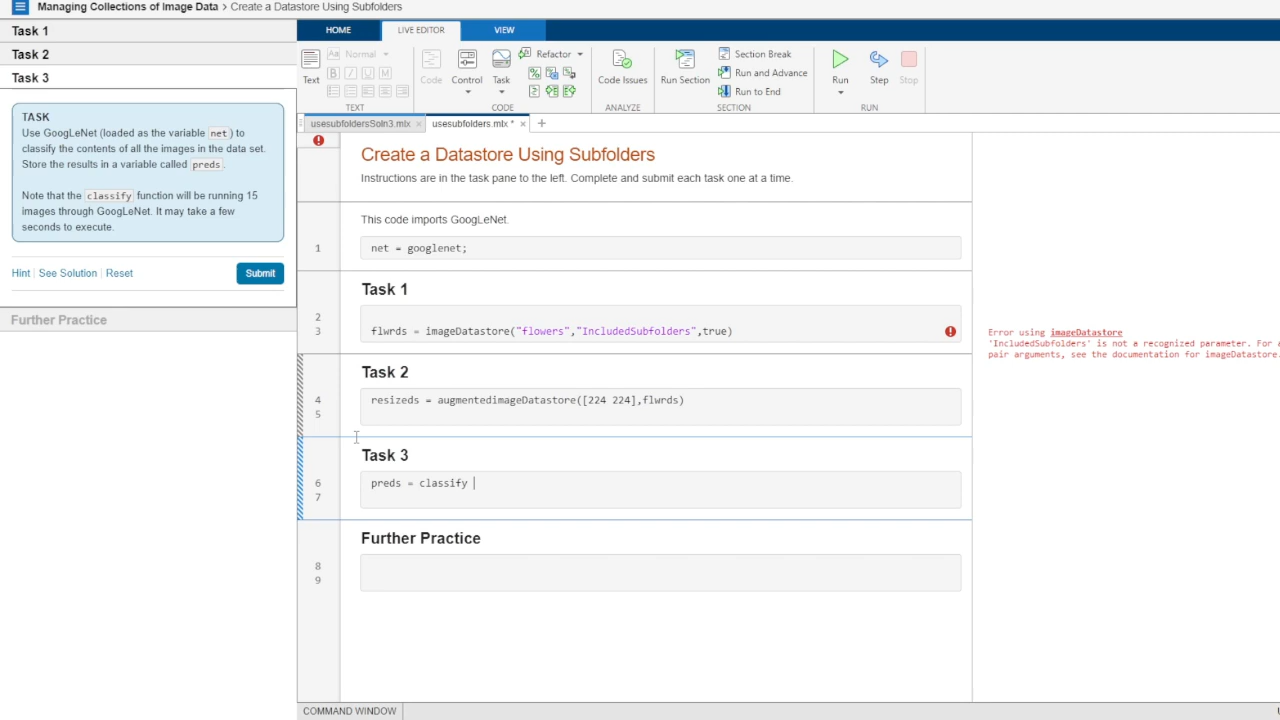 Managing Collections of Image Data > Create a Datastore Using Subfolders
Task 1
Task 2
Task 3
TASK
Use GoogLeNet (loaded as the variable net) to
classify the contents of all the images in the data set.
Store the results in a variable called preds.
Note that the classify function will be running 15
images through GoogLeNet. It may take a few
seconds to execute.
Hint | See Solution | Reset
Submit
Further Practice
HOME
LIVE EDITOR
VIEW
Text
Aa Normal
B I U M
TEXT
Code
Control
Task
Refactor
CODE
Code Issues
ANALYZE
Run Section
Section Break
Run and Advance
Run to End
SECTION
Run
Step
Stop
RUN
usesubfoldersSoln3.mlx ×
usesubfolders.mlx * ×
+
Create a Datastore Using Subfolders
Instructions are in the task pane to the left. Complete and submit each task one at a time.
This code imports GoogLeNet.
1 net = googlenet;
Task 1
2
3 flwrds = imageDatastore("flowers","IncludedSubfolders",true)
Task 2
4 resizeds = augmentedimageDatastore([224 224],flwrds)
5
Task 3
6 preds = classify
7
Further Practice
8
9
Error using imageDatastore
'IncludedSubfolders' is not a recognized parameter. For a
pair arguments, see the documentation for imageDatastore.
COMMAND WINDOW